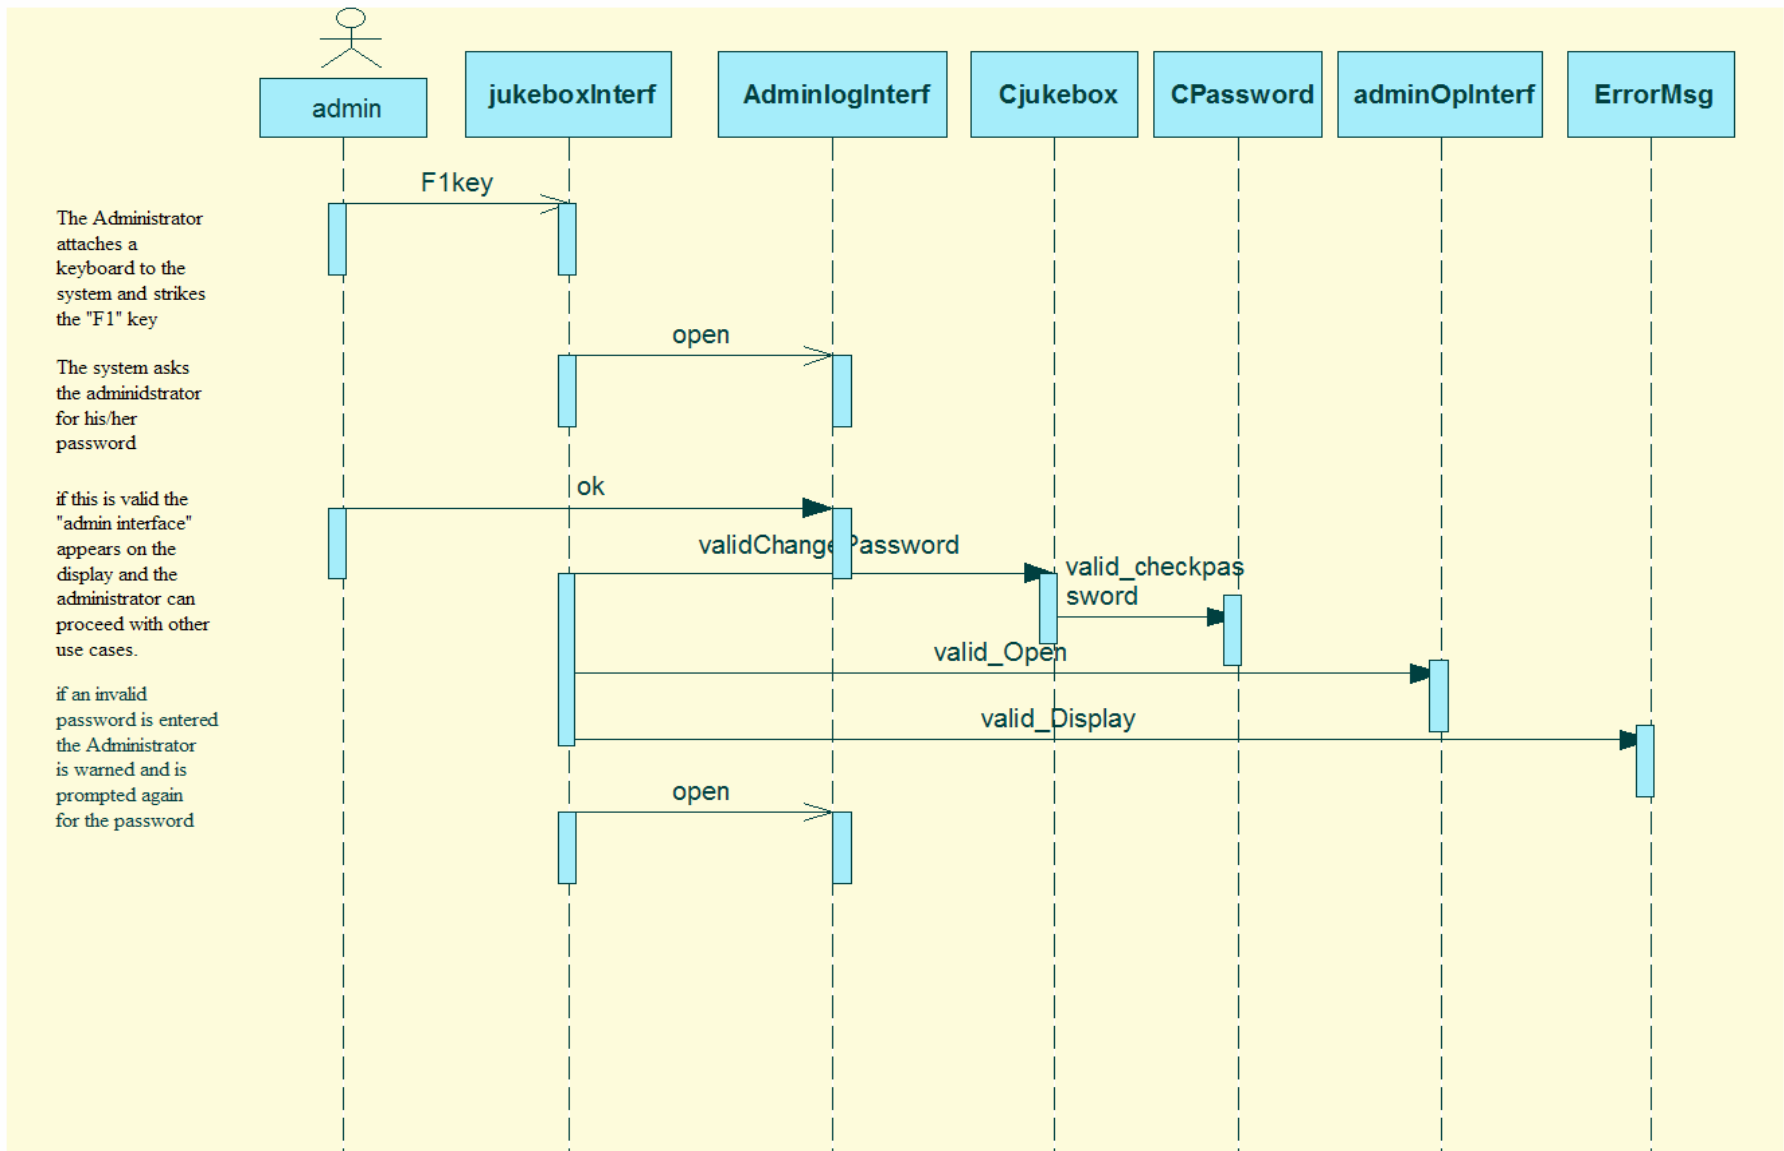 admin
jukeboxInterf
AdminlogInterf
Cjukebox
CPassword
adminOpInterf
ErrorMsg
F1key
The Administrator
attaches a
keyboard to the
system and strikes
the "F1" key
open
The system asks
the adminidstrator
for his/her
password
ok
if this is valid the
"admin interface"
appears on the
display and the
administrator can
proceed with other
use cases.
validChangePassword
valid_checkpas
sword
valid_Open
valid_Display
if an invalid
password is entered
the Administrator
is warned and is
prompted again
for the password
open